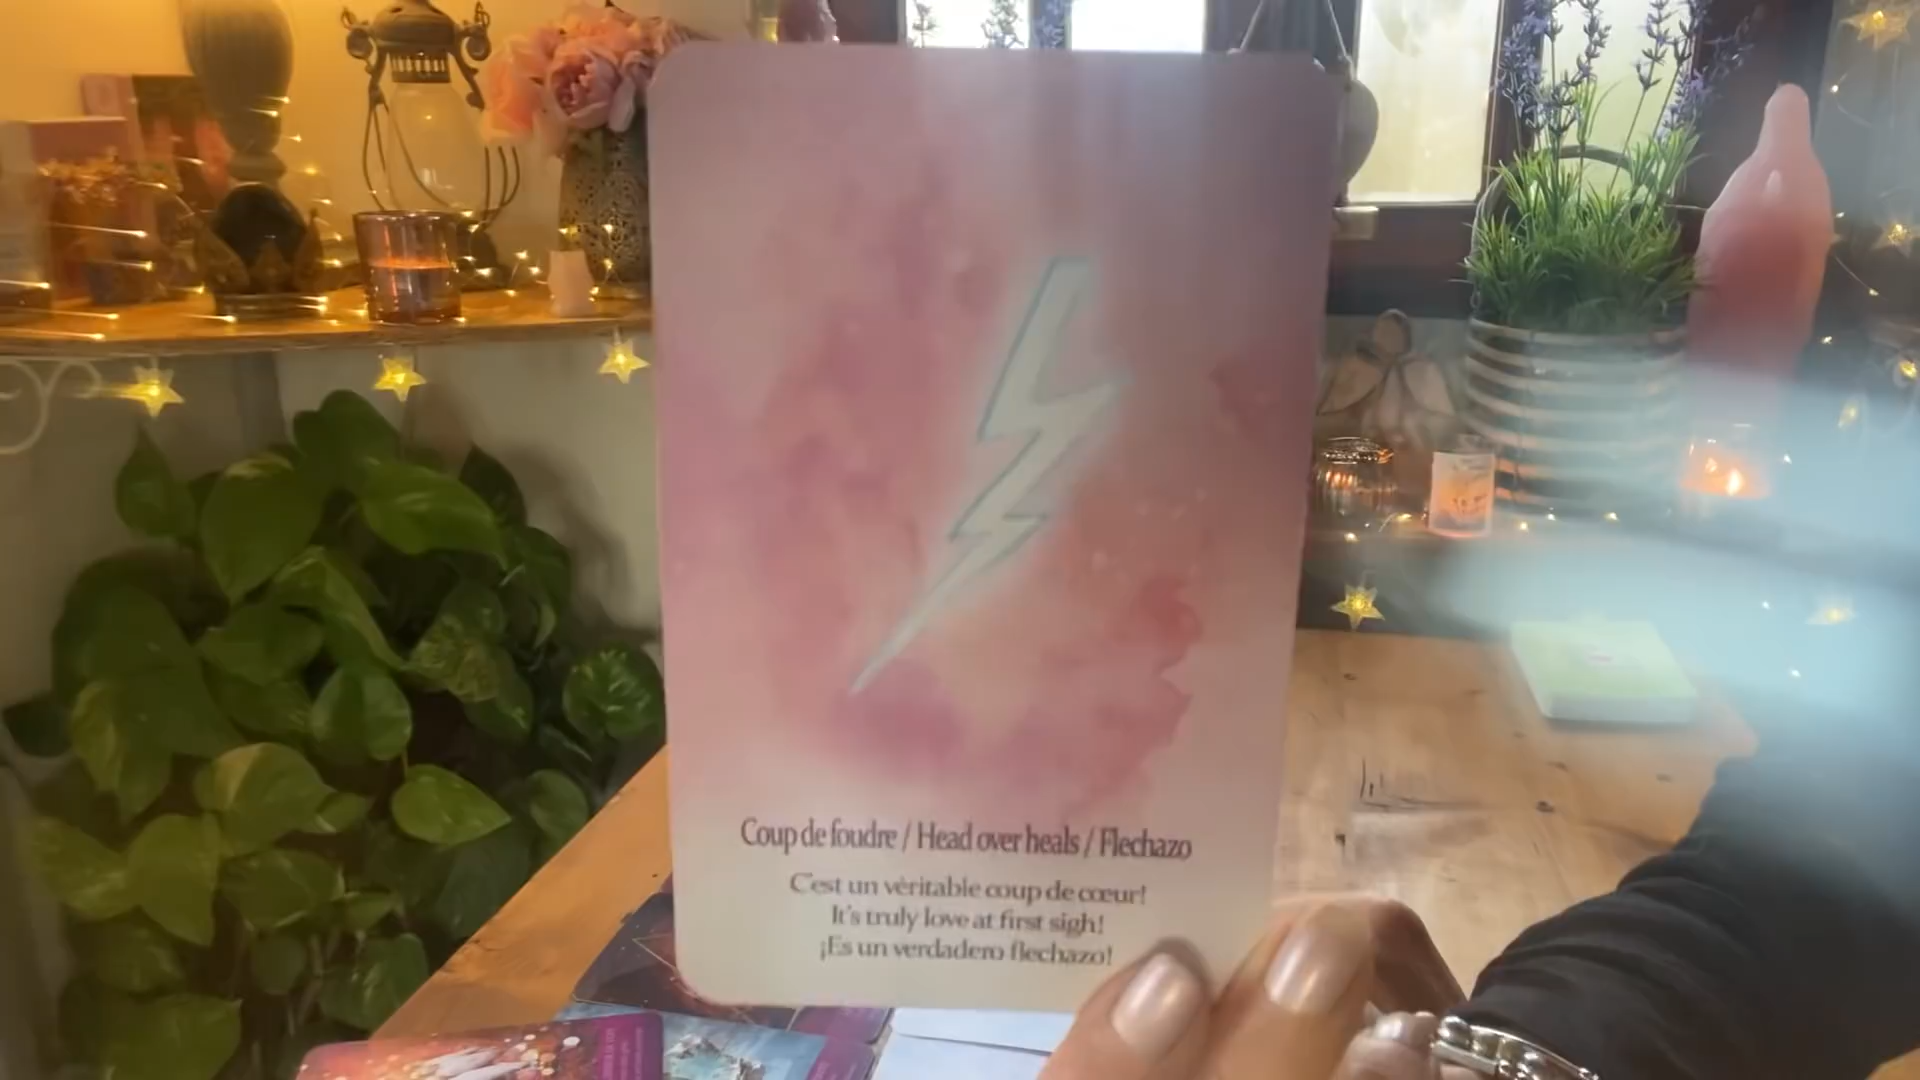 Coup de foudre / Head over heals / Flechazo
C'est un véritable coup de cœur!
It's truly love at first sigh!
¡Es un verdadero flechazo!